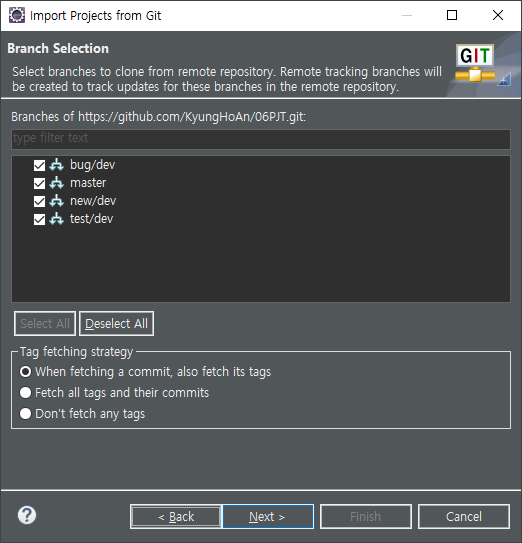 Import Projects from Git
Branch Selection
Select branches to clone from remote repository. Remote tracking branches will
be created to track updates for these branches in the remote repository.
GIT
Branches of https://github.com/KyungHoAn/06PJT.git:
type filter text
bug/dev
master
new/dev
test/dev
Select All Deselect All
Tag fetching strategy
When fetching a commit, also fetch its tags
Fetch all tags and their commits
Don't fetch any tags
? < Back Next > Finish Cancel